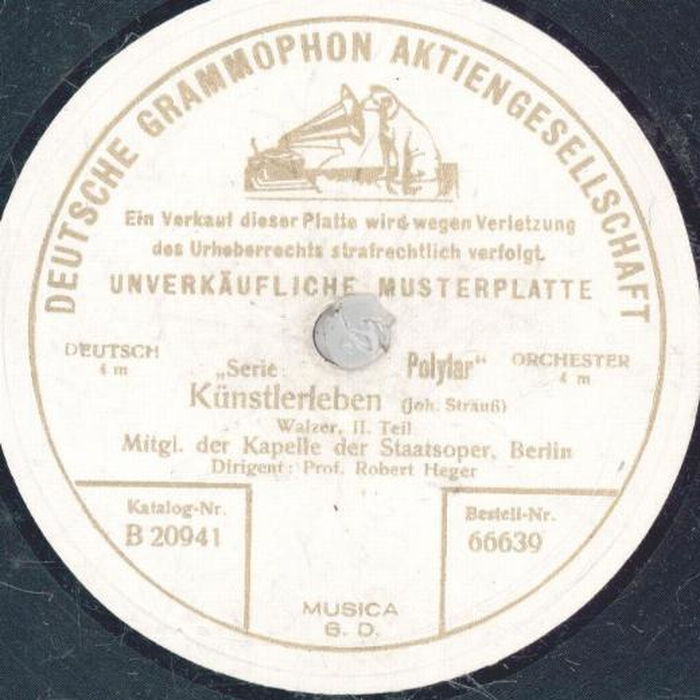 DEUTSCHE GRAMMOPHON AKTIENGESELLSCHAFT
Ein Verkauf dieser Platte wird wegen Verletzung
des Urheberrechts strafrechtlich verfolgt.
UNVERKÄUFLICHE MUSTERPLATTE
DEUTSCH
4 m
„Serie Polyfar“
ORCHESTER
4 m
Künstlerleben (Joh. Strauß)
Walzer, II. Teil
Mitgl. der Kapelle der Staatsoper, Berlin
Dirigent: Prof. Robert Heger
Katalog-Nr.
B 20941
Bestell-Nr.
66639
MUSICA
G. D.